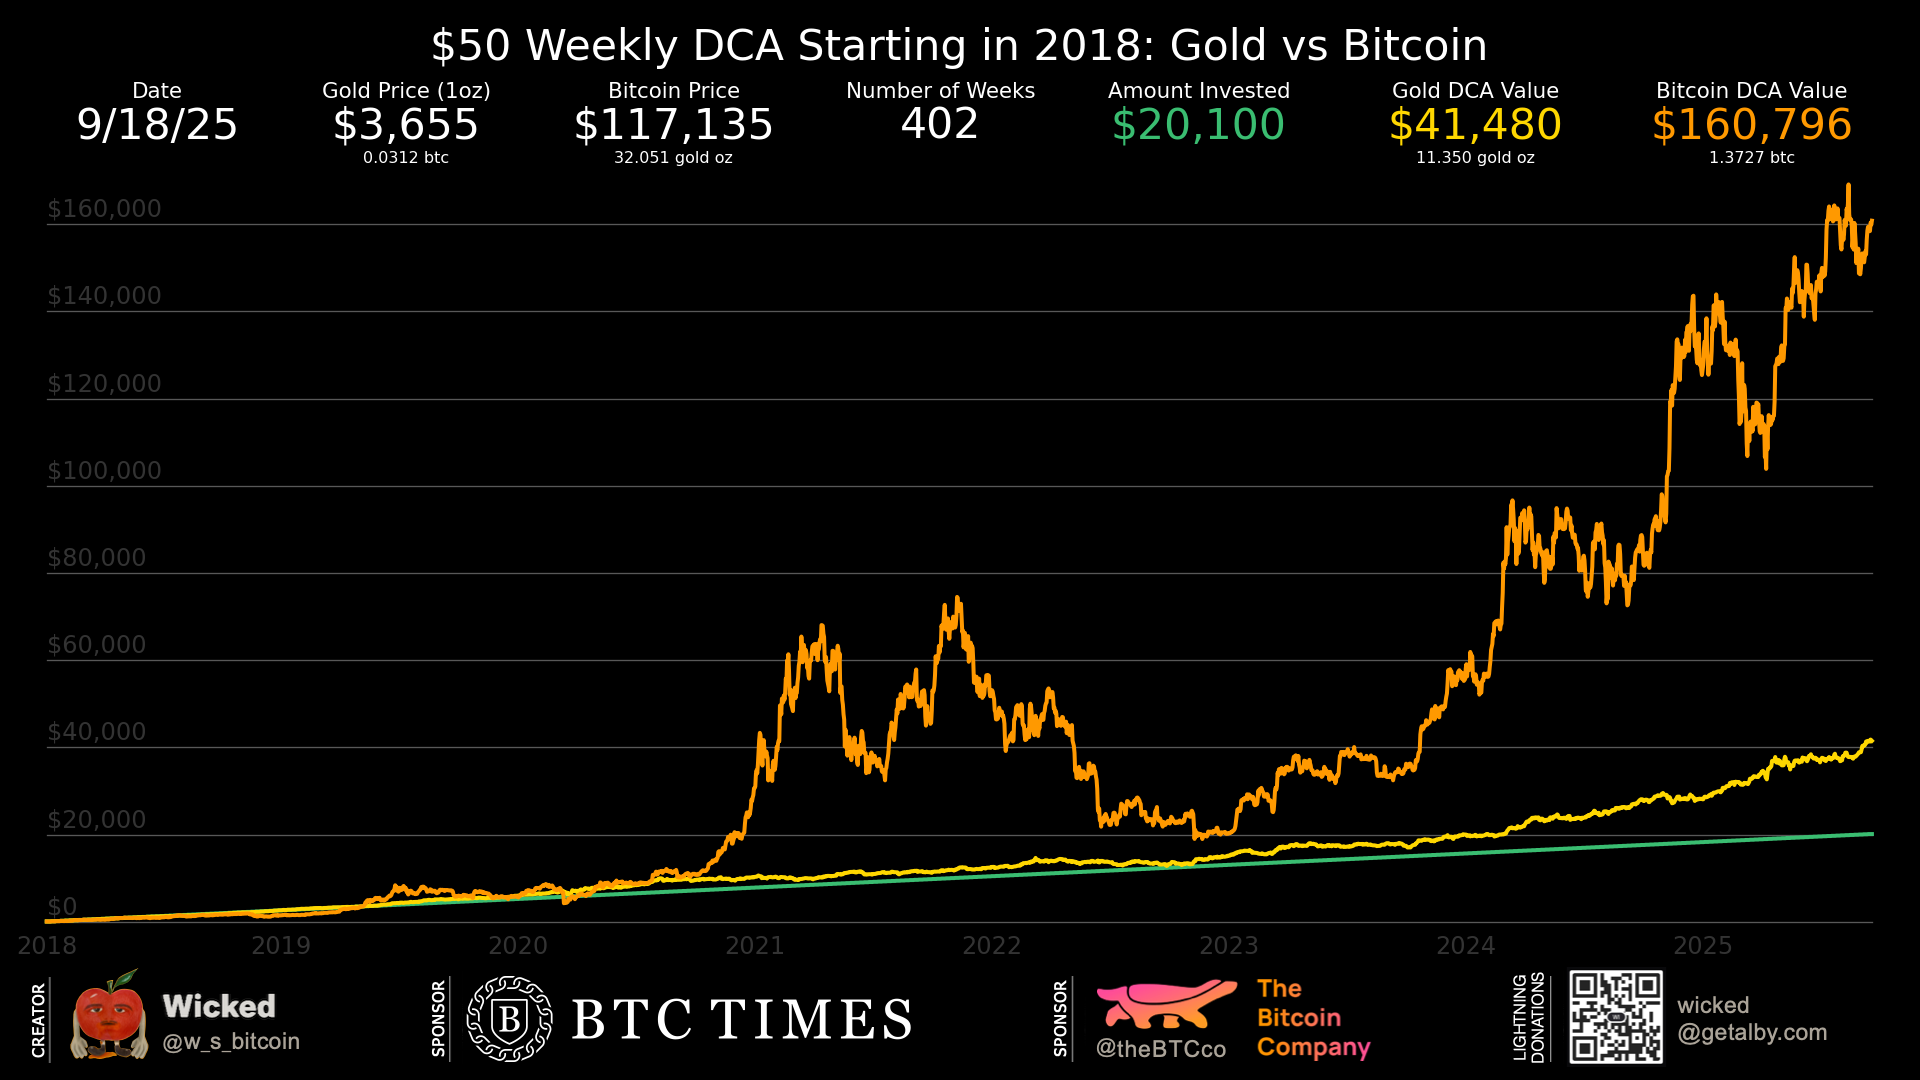 $50 Weekly DCA Starting in 2018: Gold vs Bitcoin
Date
9/18/25
Gold Price (1oz)
$3,655
0.0312 btc
Bitcoin Price
$117,135
32.051 gold oz
Number of Weeks
402
Amount Invested
$20,100
Gold DCA Value
$41,480
11.350 gold oz
Bitcoin DCA Value
$160,796
1.3727 btc
$160,000
$140,000
$120,000
$100,000
$80,000
$60,000
$40,000
$20,000
$0
2018 2019 2020 2021 2022 2023 2024 2025
CREATOR
Wicked
@w_s_bitcoin
SPONSOR
B
BTC TIMES
SPONSOR
@theBTCco
The
Bitcoin
Company
LIGHTNING
DONATIONS
wicked
@getalby.com